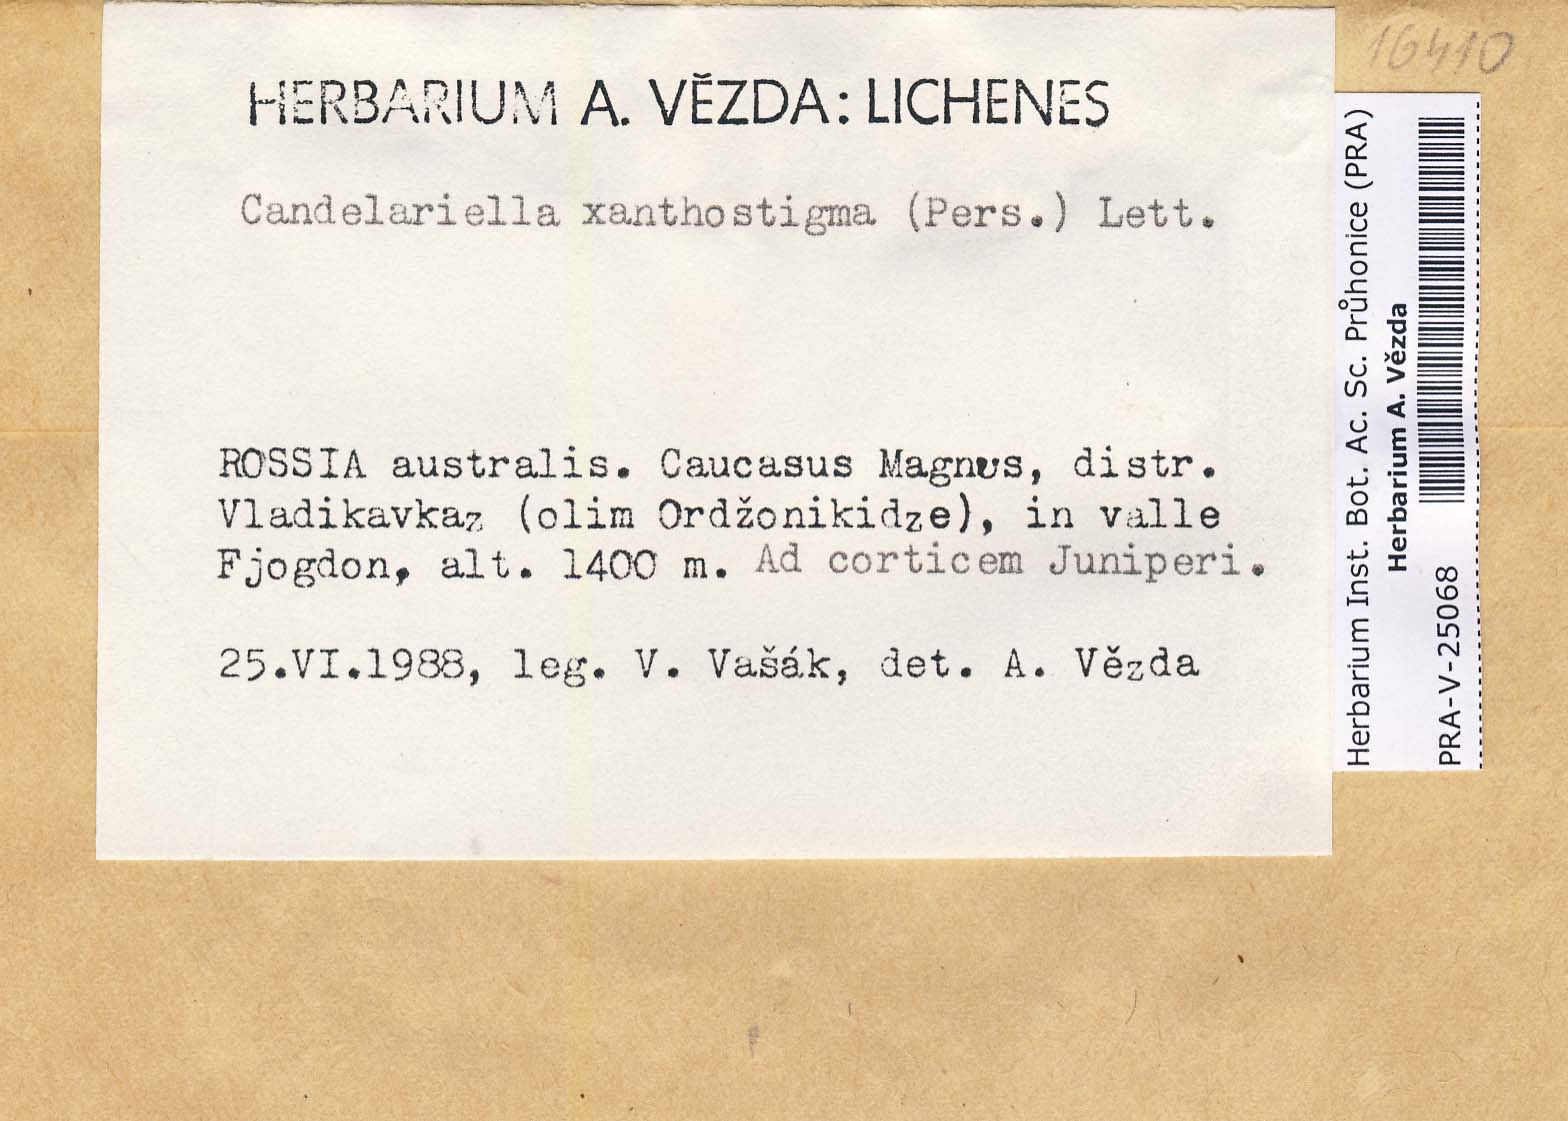 16410
HERBARIUM A. VĚZDA: LICHENES
Candelariella xanthostigma (Pers.) Lett.
ROSSIA australis. Caucasus Magnus, distr.
Vladikavkaz (olim Ordžonikidze), in valle
Fjogdon, alt. 1400 m. Ad corticem Juniperi.
25.VI.1988, leg. V. Vašák, det. A. Vězda
Herbarium Inst. Bot. Ac. Sc. Průhonice (PRA)
Herbarium A. Vězda
PRA-V-25068